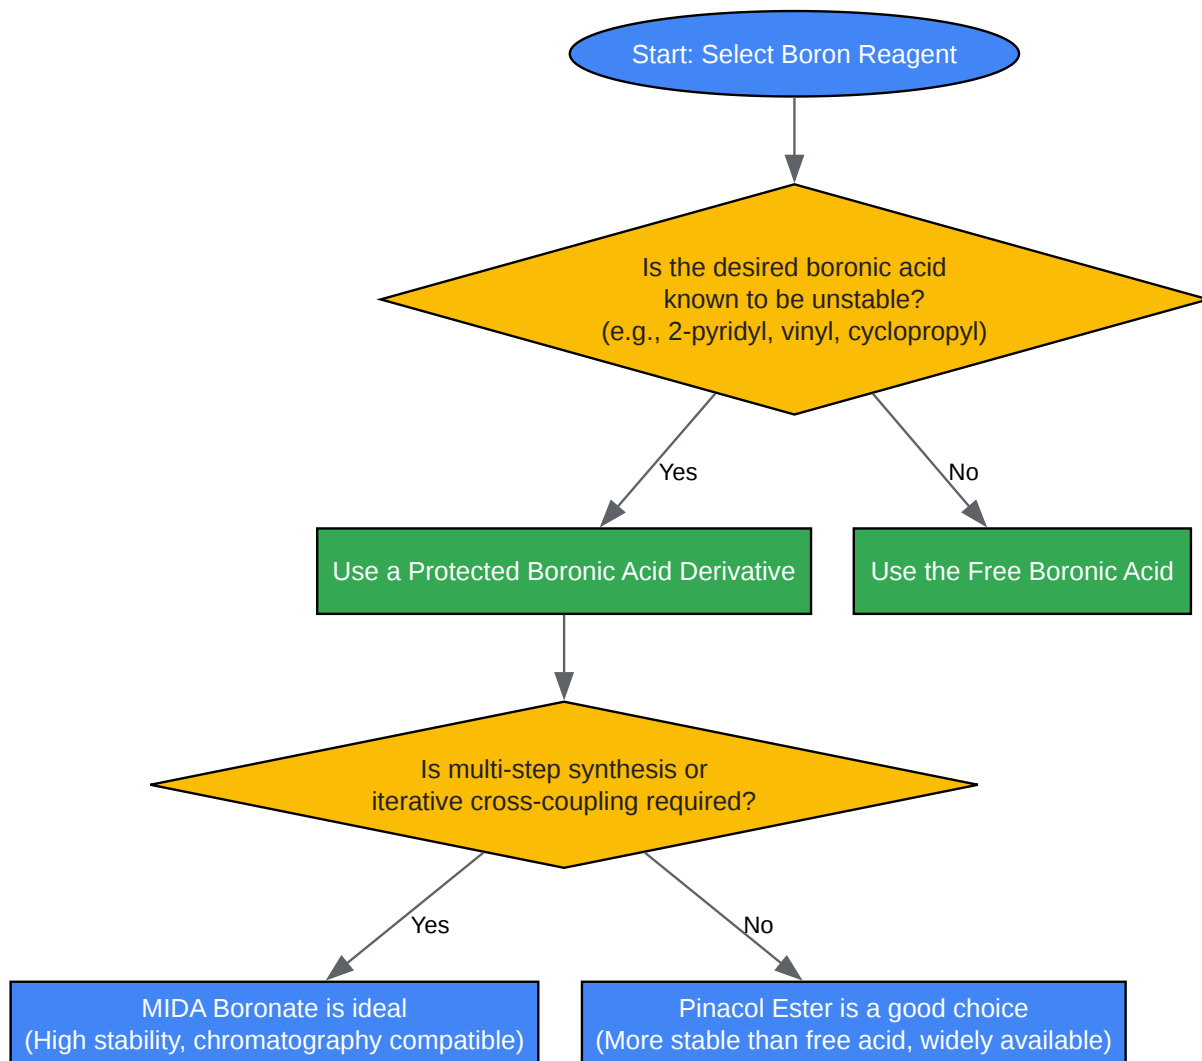 Start: Select Boron Reagent
Is the desired boronic acid
known to be unstable?
(e.g., 2-pyridyl, vinyl, cyclopropyl)
Yes
No
Use a Protected Boronic Acid Derivative
Use the Free Boronic Acid
Is multi-step synthesis or
iterative cross-coupling required?
Yes
No
MIDA Boronate is ideal
(High stability, chromatography compatible)
Pinacol Ester is a good choice
(More stable than free acid, widely available)